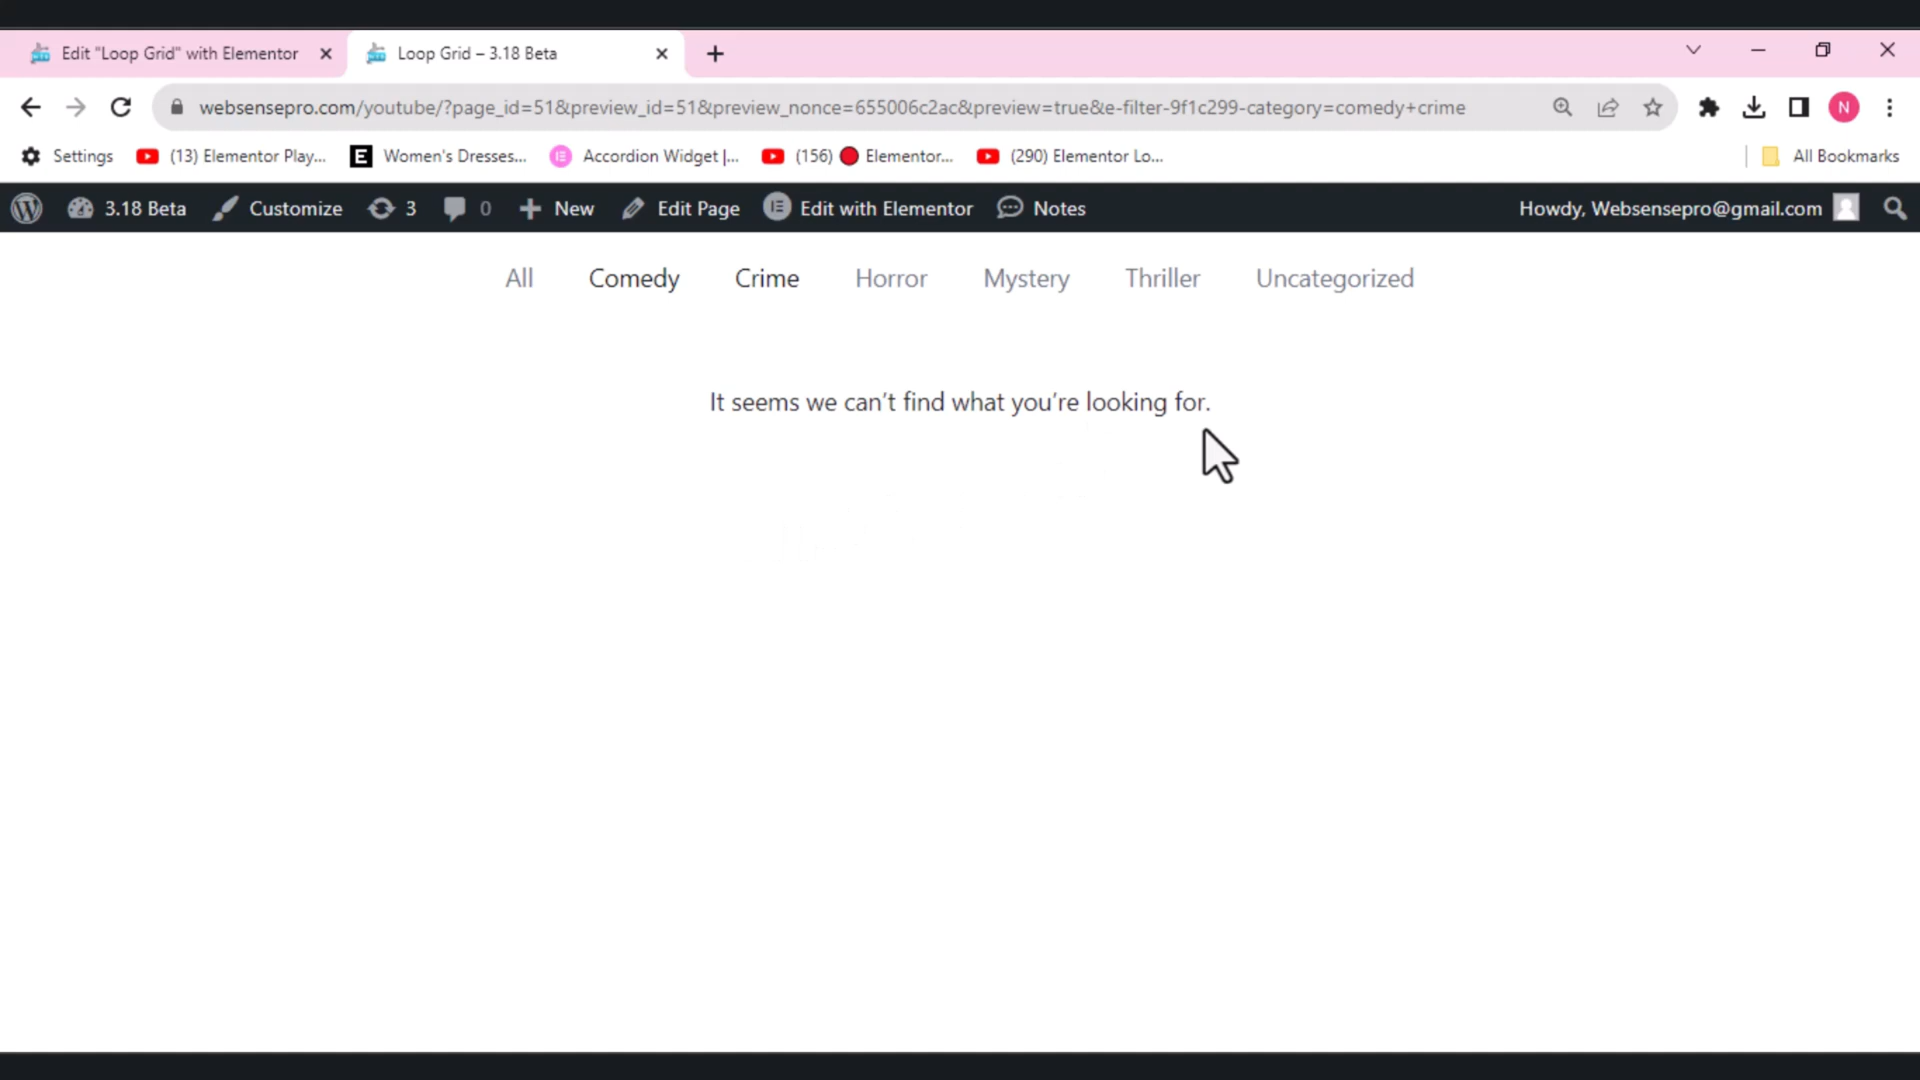 Edit "Loop Grid" with Elementor
Loop Grid – 3.18 Beta
websensepro.com/youtube/?page_id=51&preview_id=51&preview_nonce=655006c2ac&preview=true&e-filter-9f1c299-category=comedy+crime
N
Settings
(13) Elementor Play...
E
Women's Dresses...
Accordion Widget |...
(156) Elementor...
(290) Elementor Lo...
All Bookmarks
3.18 Beta
Customize
3
0
New
Edit Page
Edit with Elementor
Notes
Howdy, Websensepro@gmail.com
All
Comedy
Crime
Horror
Mystery
Thriller
Uncategorized
It seems we can’t find what you’re looking for.